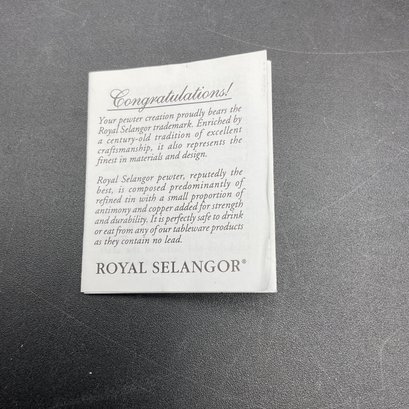 Congratulations!
Your pewter creation proudly bears the
Royal Selangor trademark. Enriched by
a century-old tradition of excellent
craftsmanship, it also represents the
finest in materials and design.
Royal Selangor pewter, reputedly the
best, is composed predominantly of
refined tin with a small proportion of
antimony and copper added for strength
and durability. It is perfectly safe to drink
or eat from any of our tableware products
as they contain no lead.
ROYAL SELANGOR®